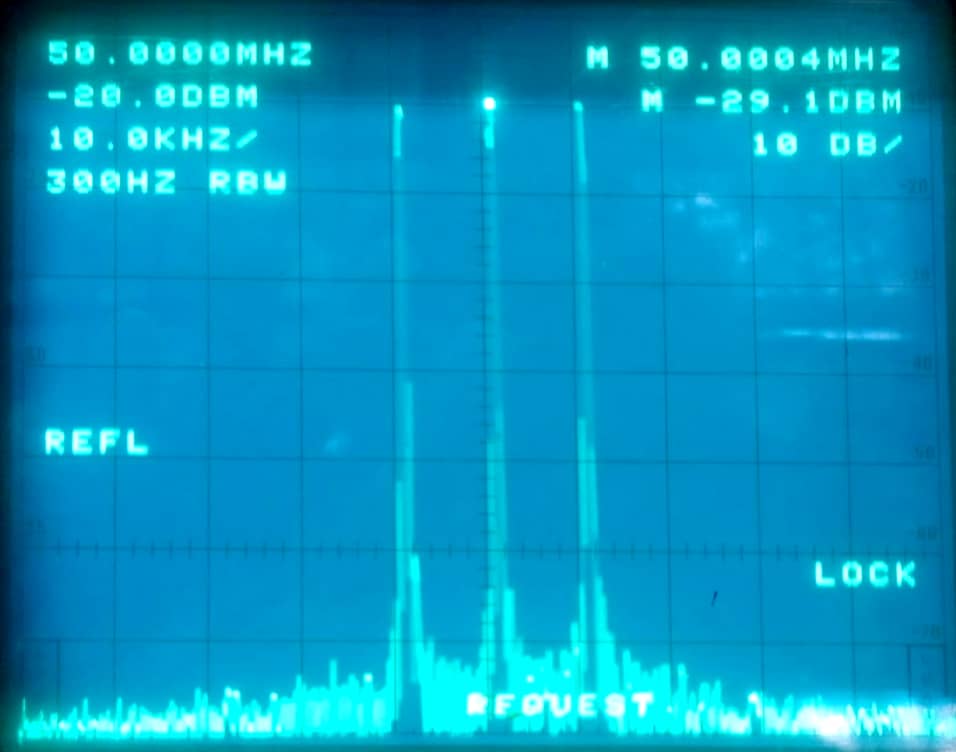 50.0000MHZ
-20.0DBM
10.0KHZ/
300HZ RBW
M 50.0004MHZ
M -29.1DBM
10 DB/
REFL
LOCK
REQUEST